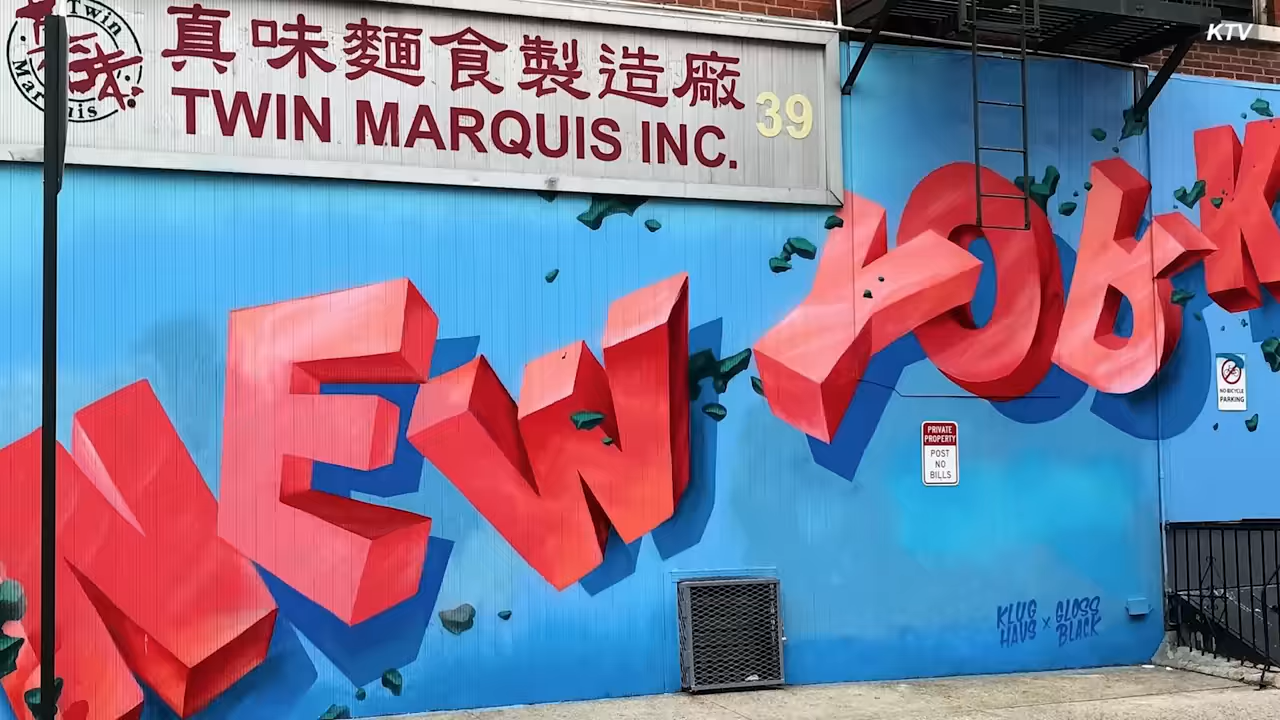 KTV
Twin
Marquis
真味麵食製造廠
TWIN MARQUIS INC.
39
NEW YORK
NO BICYCLE
PARKING
PRIVATE
PROPERTY
POST
NO
BILLS
KLUG
HAUS x GLOSS
BLACK